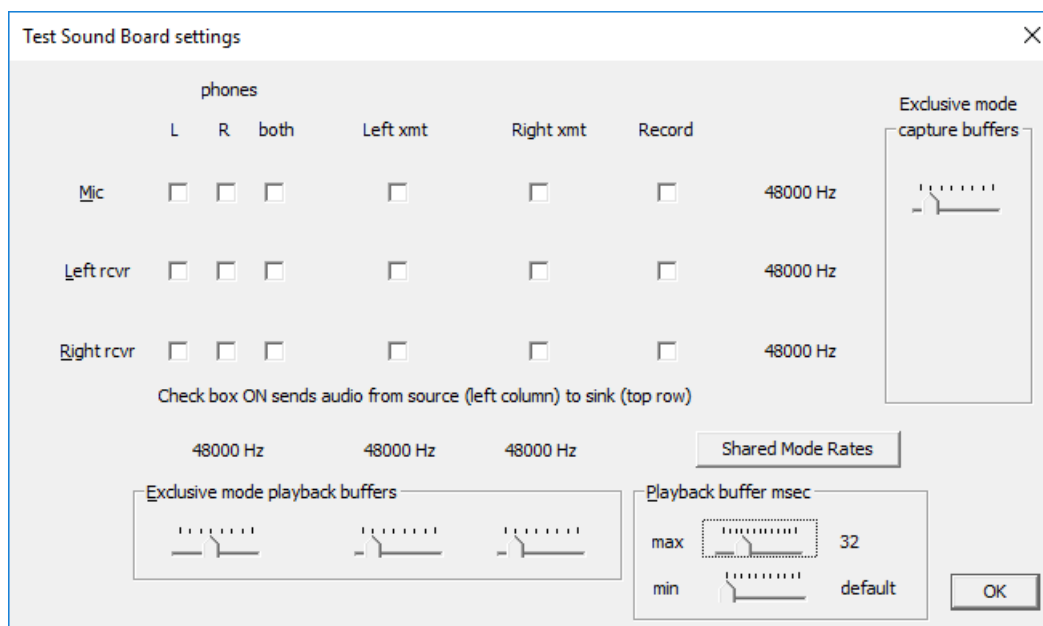 Test Sound Board settings
phones
Exclusive mode
capture buffers
L R both Left xmt Right xmt Record
Mic 48000 Hz
Left rcvr 48000 Hz
Right rcvr 48000 Hz
Check box ON sends audio from source (left column) to sink (top row)
48000 Hz 48000 Hz 48000 Hz Shared Mode Rates
Exclusive mode playback buffers
Playback buffer msec
max 32
min default
OK